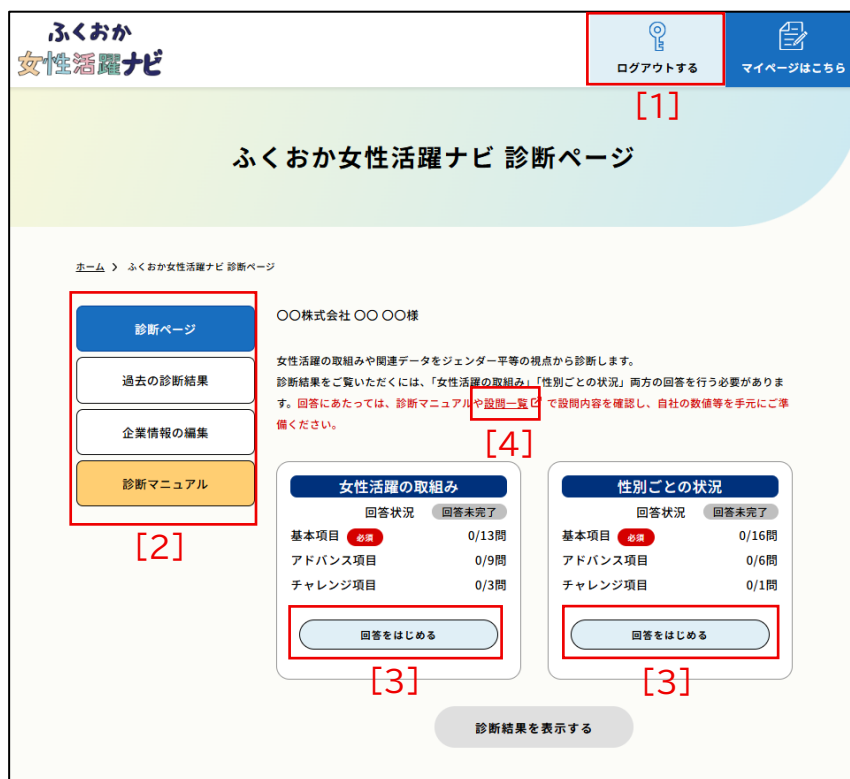 ふくおか
女性活躍ナビ
ログアウトする
マイページはこちら
[1]
ふくおか女性活躍ナビ 診断ページ
ホーム 〉 ふくおか女性活躍ナビ 診断ページ
診断ページ
過去の診断結果
企業情報の編集
診断マニュアル
[2]
〇〇株式会社 〇〇 〇〇様
女性活躍の取組みや関連データをジェンダー平等の視点から診断します。
診断結果をご覧いただくには、「女性活躍の取組み」「性別ごとの状況」両方の回答を行う必要がありま
す。回答にあたっては、診断マニュアルや設問一覧 で設問内容を確認し、自社の数値等を手元にご準
備ください。
[4]
女性活躍の取組み
回答状況 回答未完了
基本項目 必須 0/13問
アドバンス項目 0/9問
チャレンジ項目 0/3問
回答をはじめる
[3]
性別ごとの状況
回答状況 回答未完了
基本項目 必須 0/16問
アドバンス項目 0/6問
チャレンジ項目 0/1問
回答をはじめる
[3]
診断結果を表示する